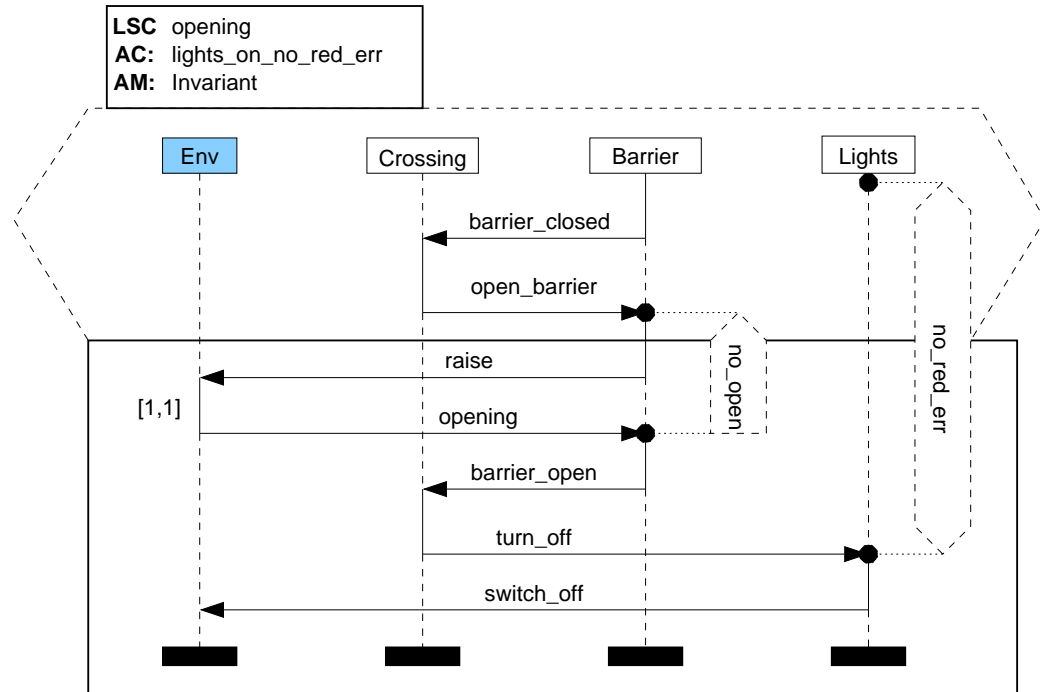 LSC opening
AC: lights_on_no_red_err
AM: Invariant
Env
Crossing
Barrier
Lights
barrier_closed
open_barrier
no_open
no_red_err
raise
[1,1]
opening
barrier_open
turn_off
switch_off